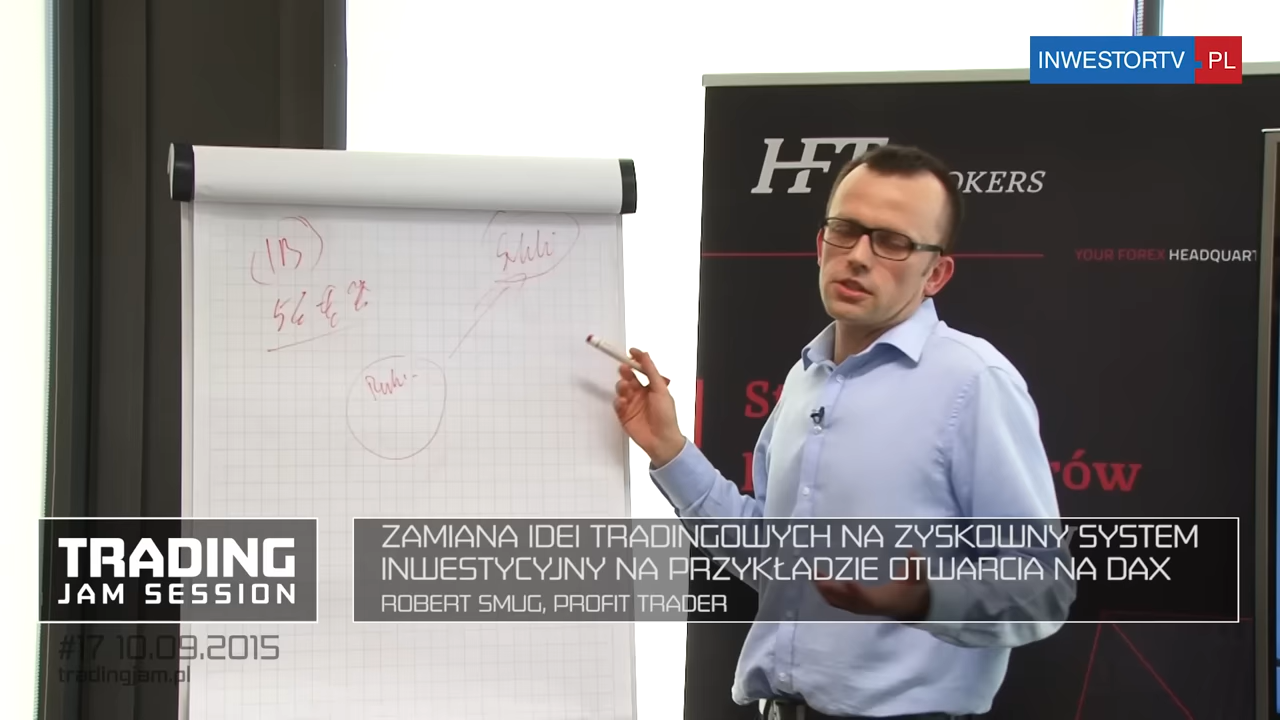 INWESTORTV.PL
HFT BROKERS
YOUR FOREX HEADQUART
1B
TRADING
JAM SESSION
#17 10.09.2015
tradingjam.pl
ZAMIANA IDEI TRADINGOWYCH NA ZYSKOWNY SYSTEM
INWESTYCYJNY NA PRZYKŁADZIE OTWARCIA NA DAX
ROBERT SMUG, PROFIT TRADER